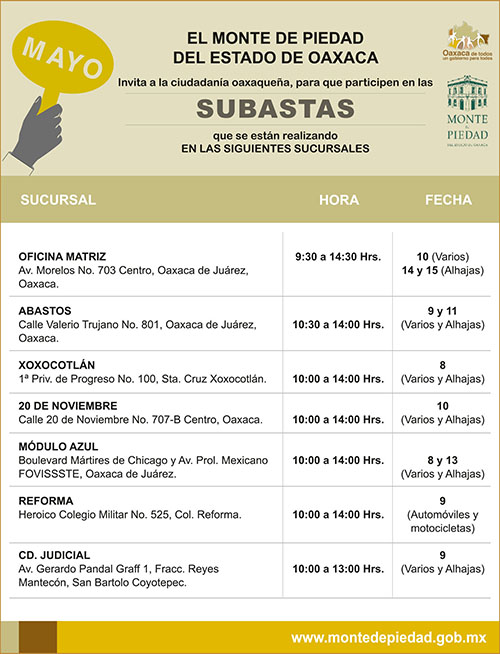 MAYO
EL MONTE DE PIEDAD
DEL ESTADO DE OAXACA
Invita a la ciudadanía oaxaqueña, para que participen en las
SUBASTAS
que se están realizando
EN LAS SIGUIENTES SUCURSALES
Oaxaca de todos
un gobierno para todos
MONTE
DE
PIEDAD
DEL ESTADO DE OAXACA
SUCURSAL HORA FECHA
OFICINA MATRIZ 9:30 a 14:30 Hrs. 10 (Varios)
Av. Morelos No. 703 Centro, Oaxaca de Juárez, 14 y 15 (Alhajas)
Oaxaca.
ABASTOS 9 y 11
Calle Valerio Trujano No. 801, Oaxaca de Juárez, 10:30 a 14:00 Hrs. (Varios y Alhajas)
Oaxaca.
XOXOCOTLÁN 8
1ª Priv. de Progreso No. 100, Sta. Cruz Xoxocotlán. 10:00 a 14:00 Hrs. (Varios y Alhajas)
20 DE NOVIEMBRE 10
Calle 20 de Noviembre No. 707-B Centro, Oaxaca. 10:00 a 14:00 Hrs. (Varios y Alhajas)
MÓDULO AZUL
Boulevard Mártires de Chicago y Av. Prol. Mexicano 10:00 a 14:00 Hrs. 8 y 13
FOVISSSTE, Oaxaca de Juárez. (Varios y Alhajas)
REFORMA 9
Heroico Colegio Militar No. 525, Col. Reforma. 10:00 a 14:00 Hrs. (Automóviles y
motocicletas)
CD. JUDICIAL 9
Av. Gerardo Pandal Graff 1, Fracc. Reyes 10:00 a 13:00 Hrs. (Varios y Alhajas)
Mantecón, San Bartolo Coyotepec.
www.montedepiedad.gob.mx